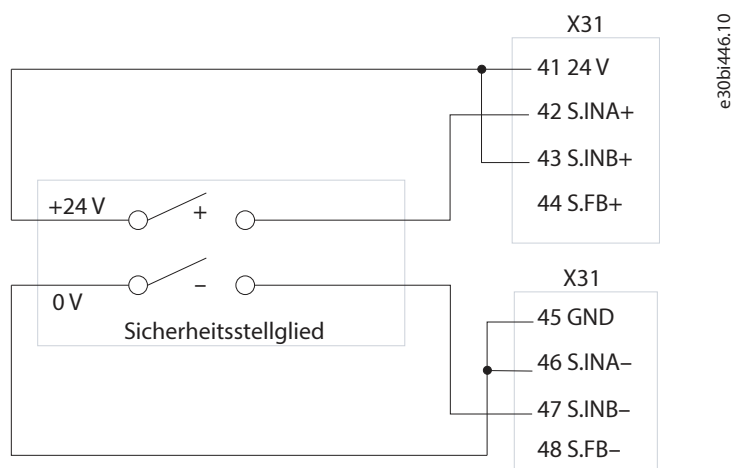 X31
41 24 V
42 S.INA+
43 S.INB+
44 S.FB+
+24 V
+
–
0 V
Sicherheitsstellglied
X31
45 GND
46 S.INA–
47 S.INB–
48 S.FB–
e30bi446.10